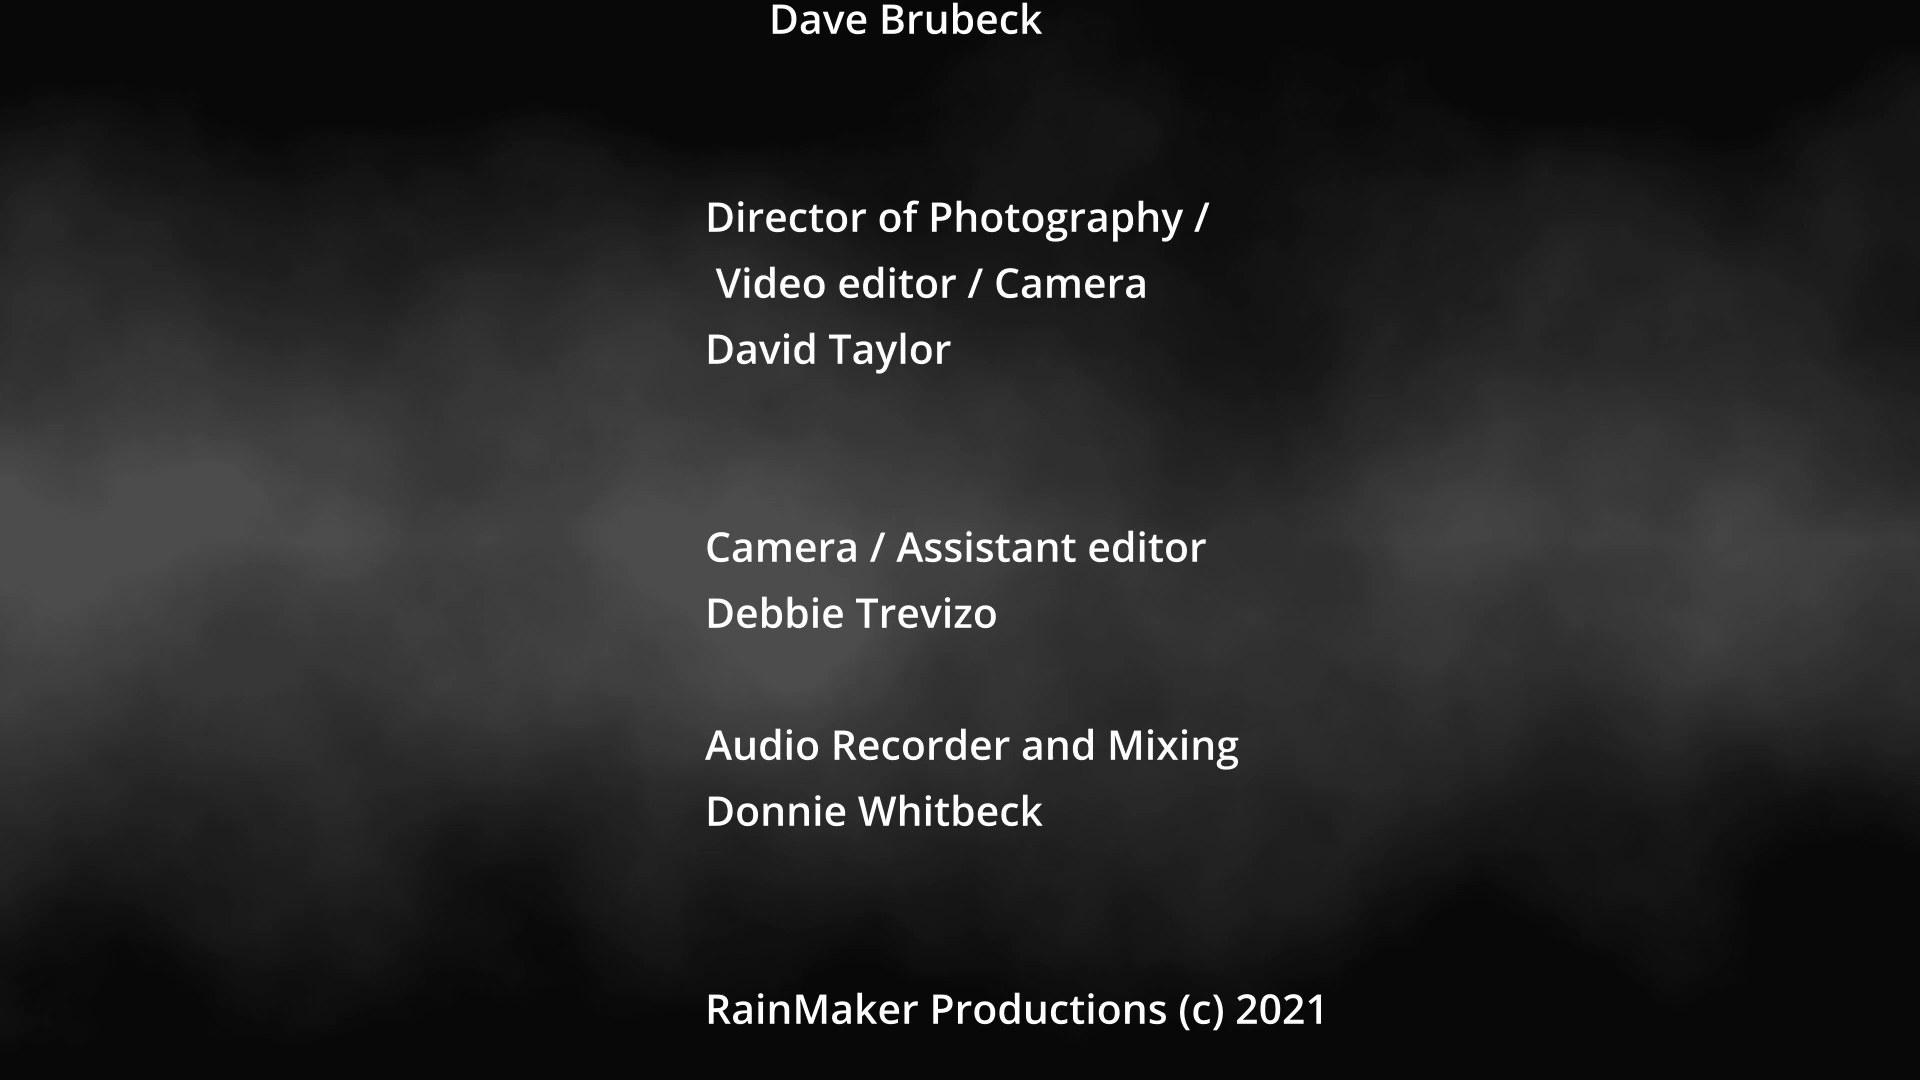 Dave Brubeck
Director of Photography /
Video editor / Camera
David Taylor
Camera / Assistant editor
Debbie Trevizo
Audio Recorder and Mixing
Donnie Whitbeck
RainMaker Productions (c) 2021